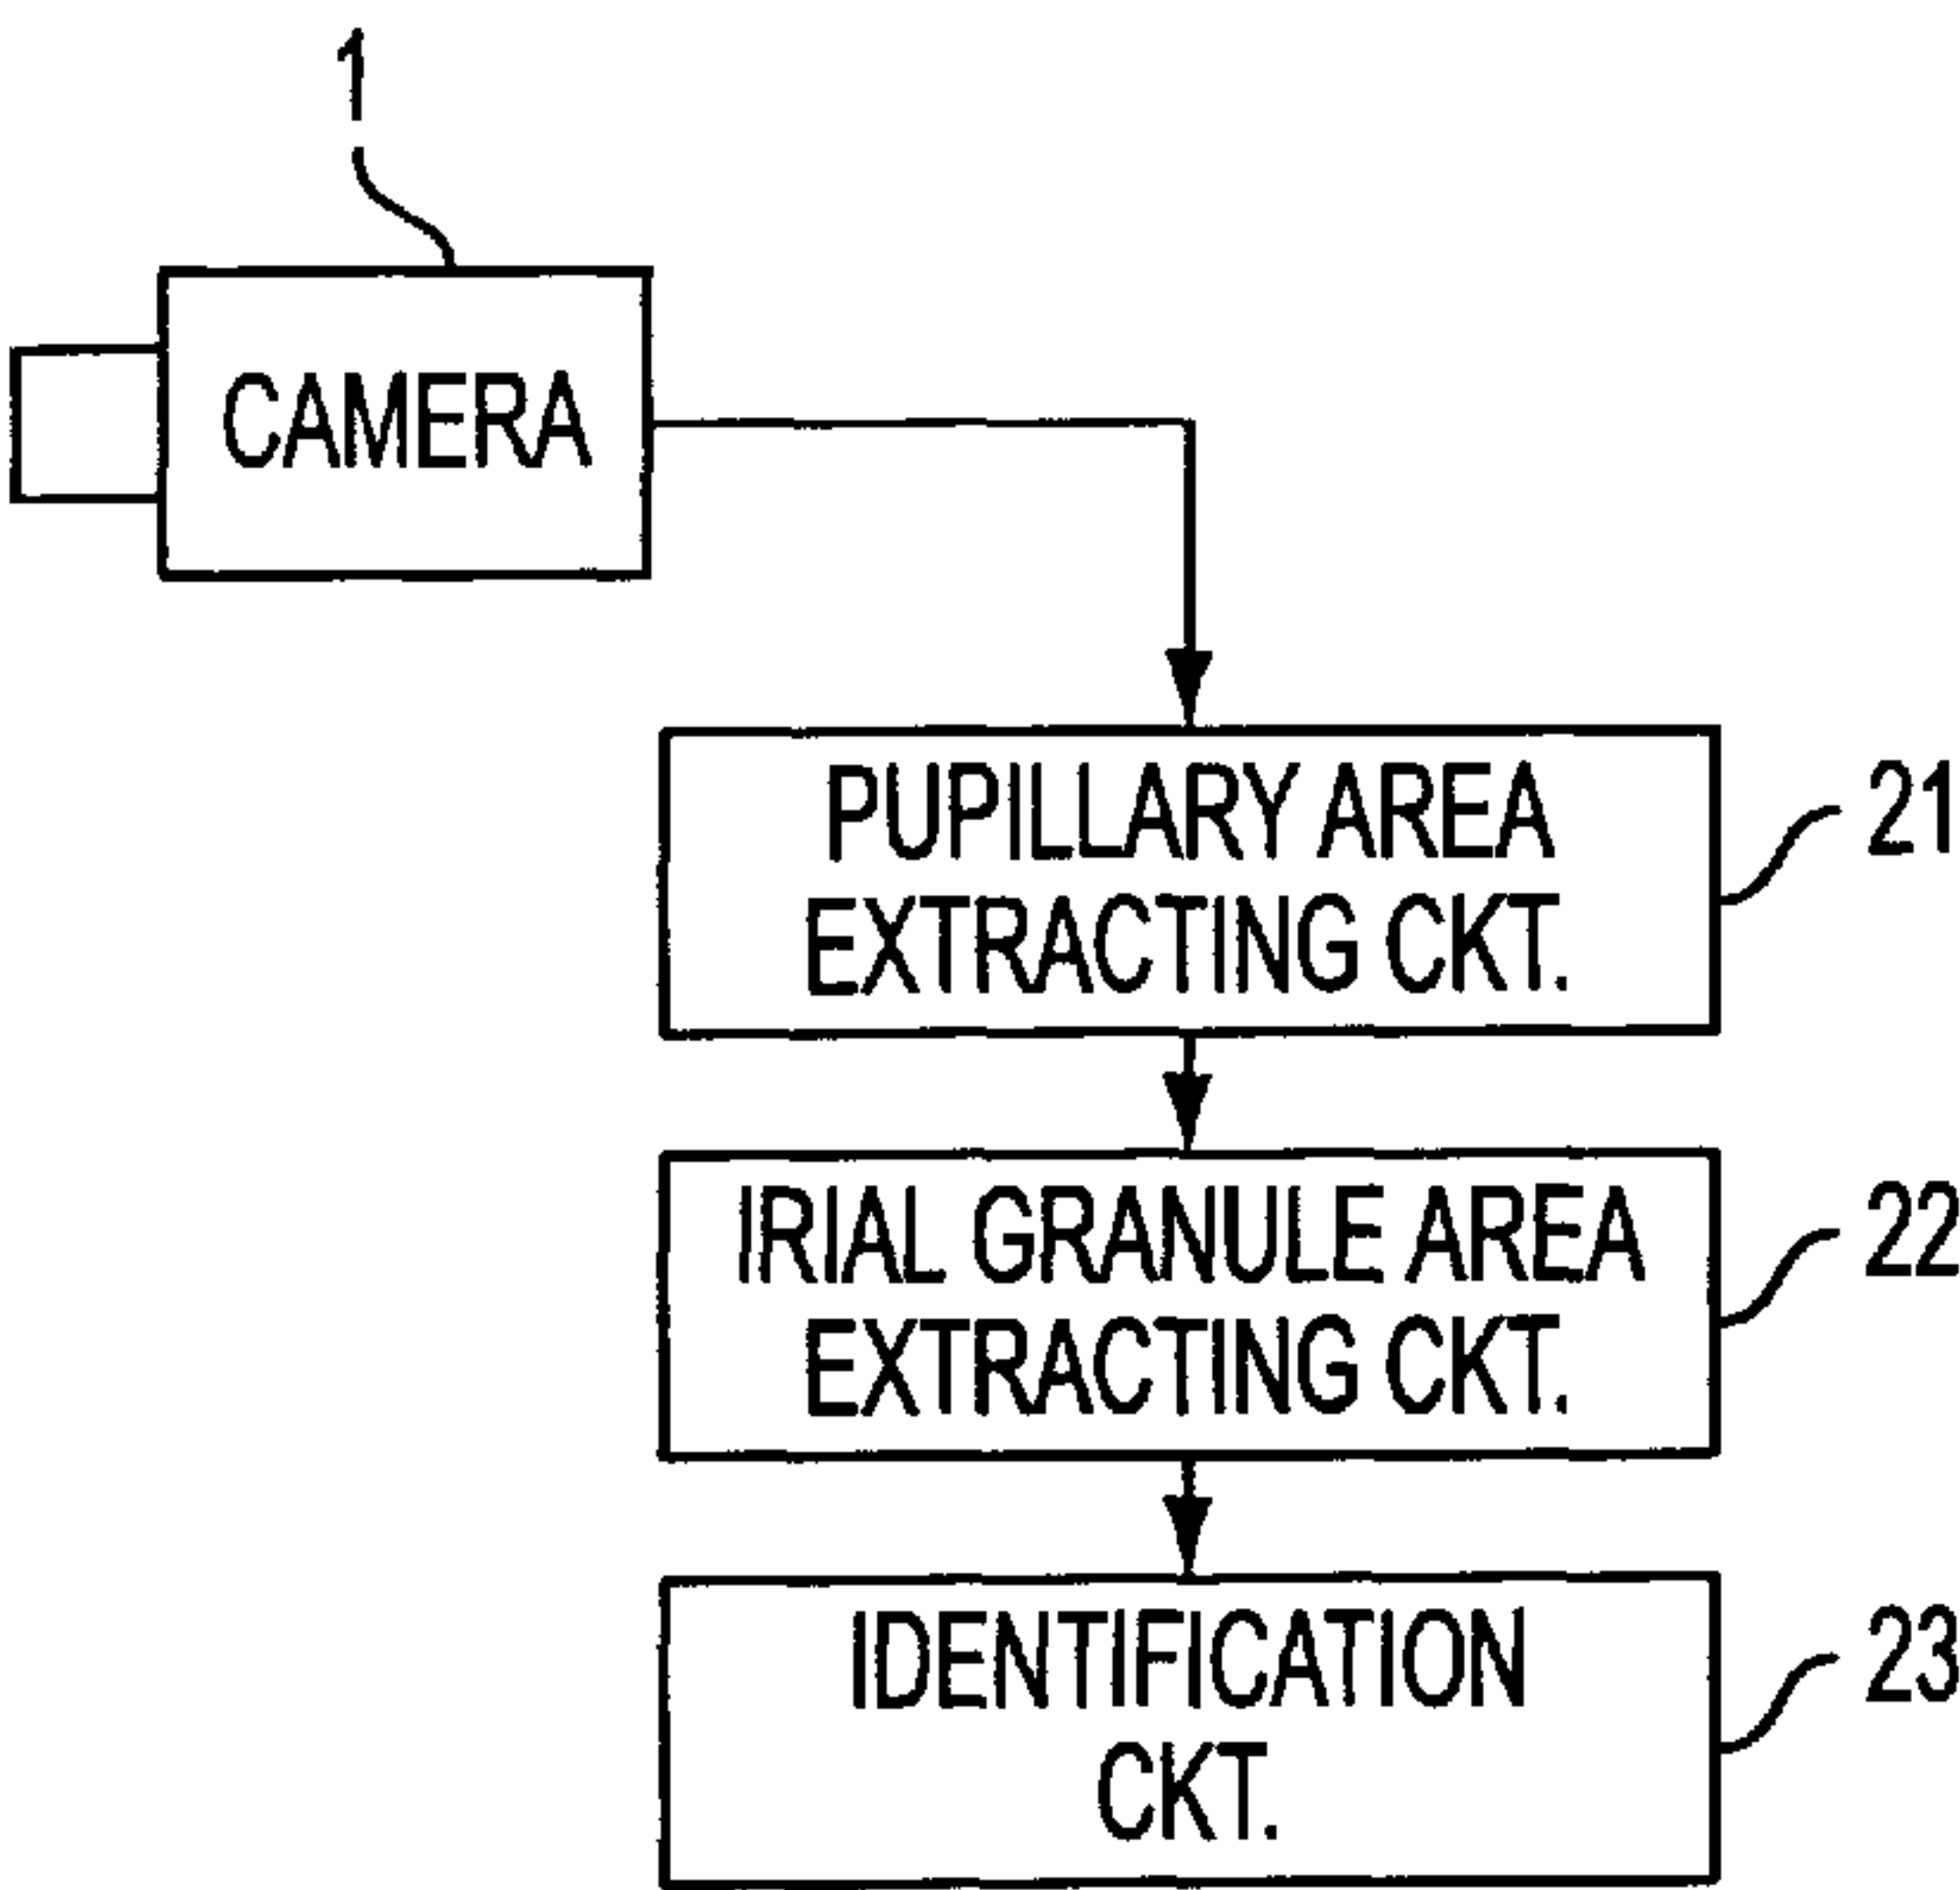 1
CAMERA
PUPILLARY AREA
EXTRACTING CKT.
21
IRIAL GRANULE AREA
EXTRACTING CKT.
22
IDENTIFICATION
CKT.
23